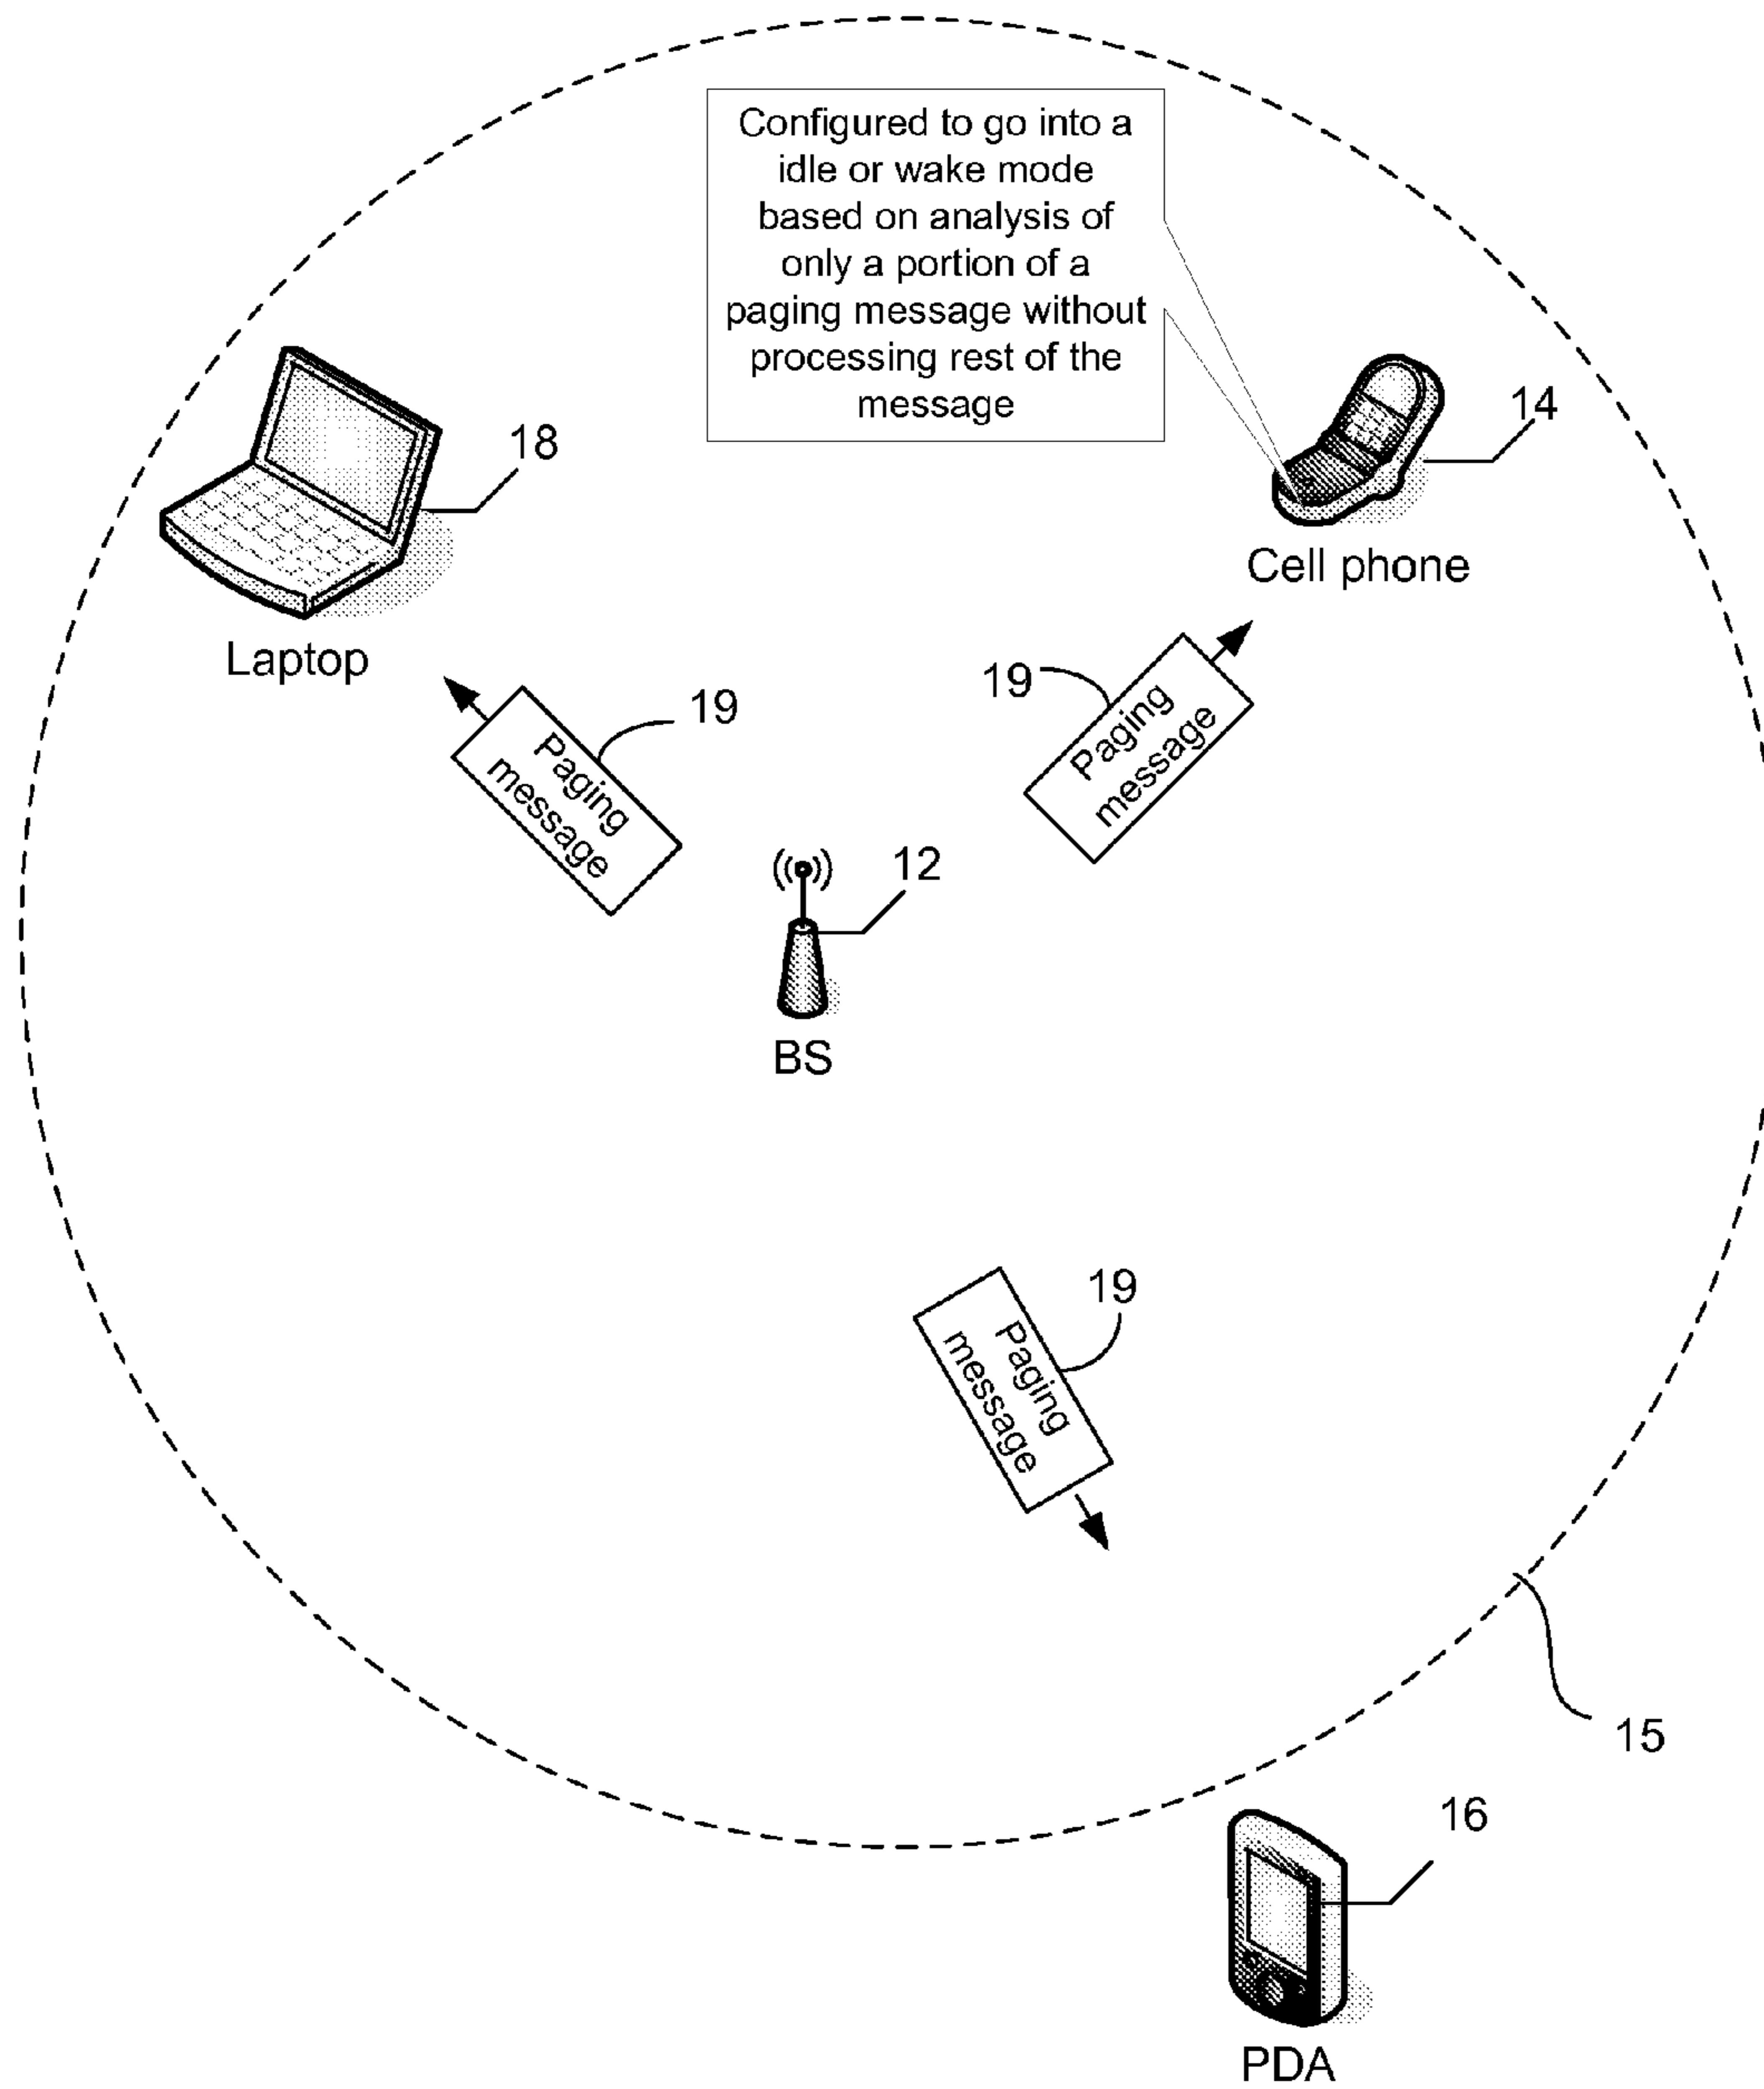 Configured to go into a
idle or wake mode
based on analysis of
only a portion of a
paging message without
processing rest of the
message
18
14
Cell phone
Laptop
19
19
Paging
message
Paging
message
12
BS
19
Paging
message
15
16
PDA